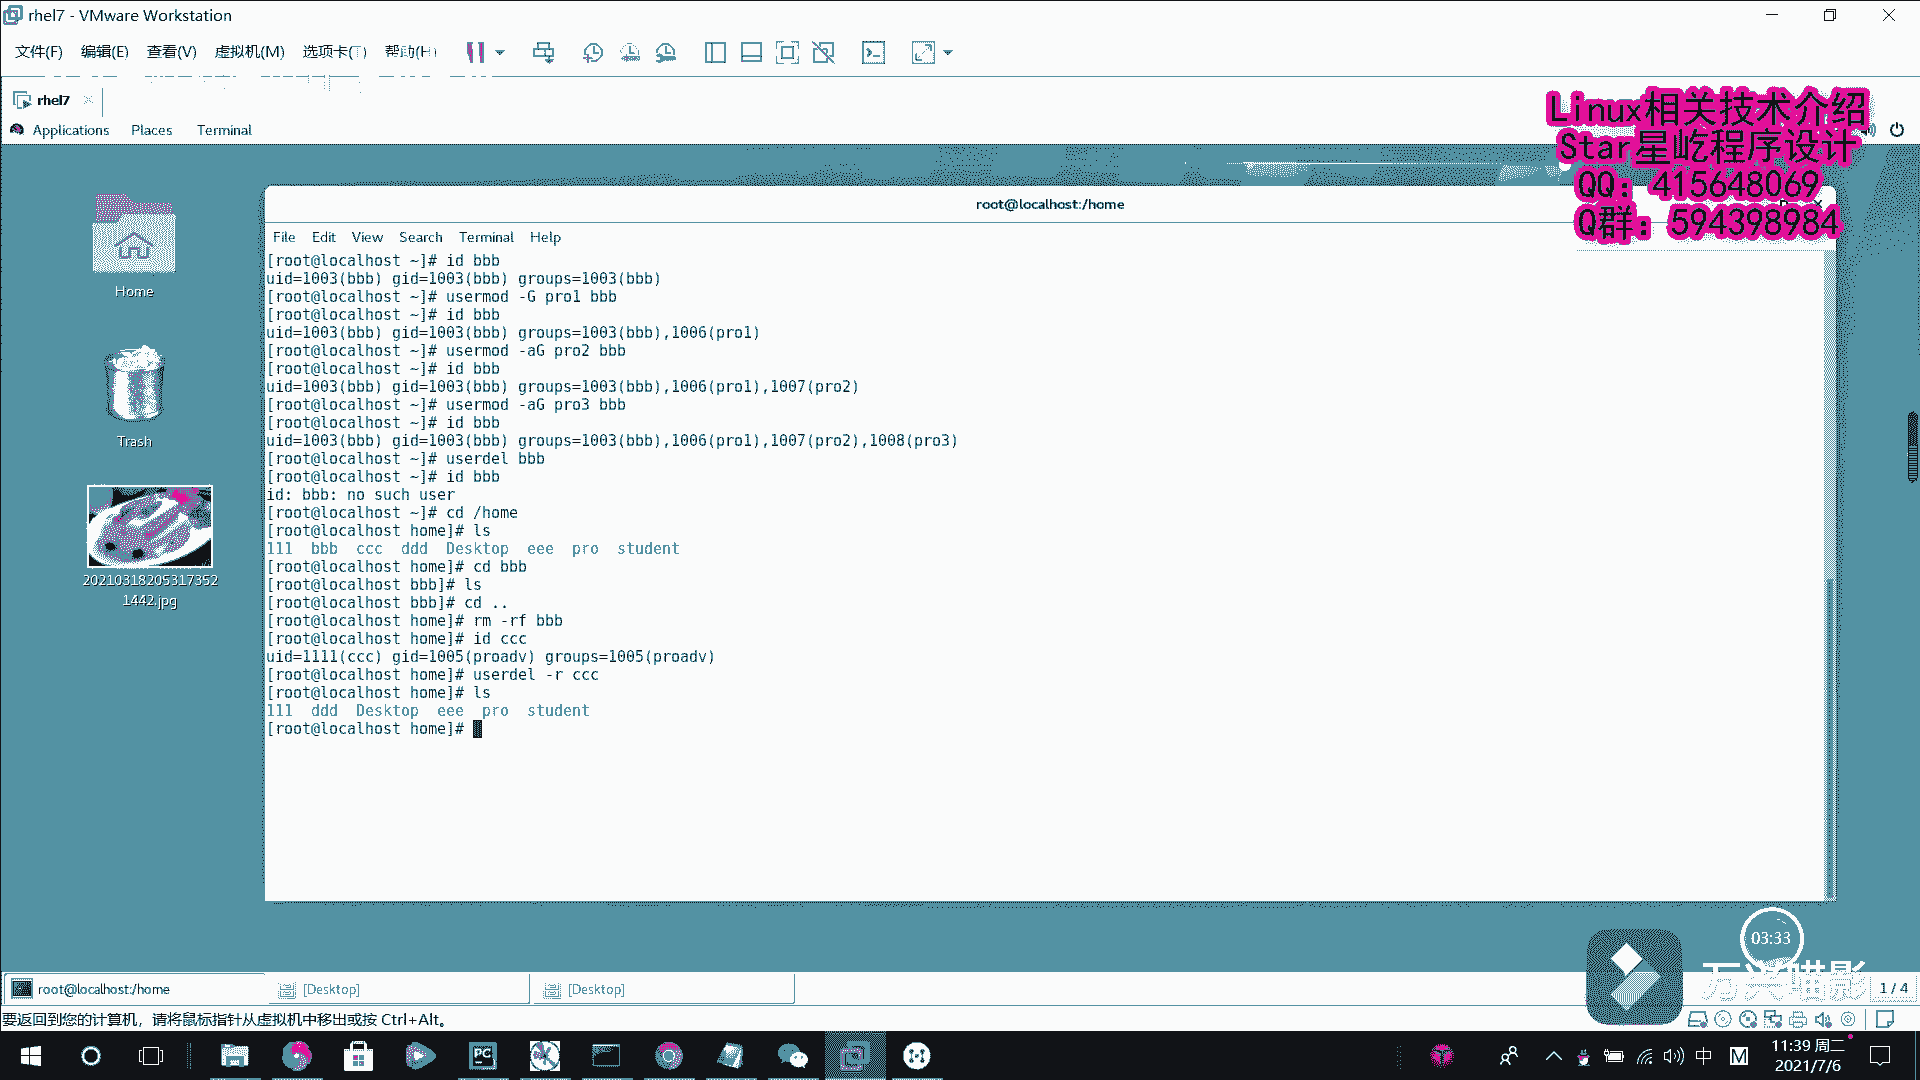 rhel7 - VMware Workstation
文件(F) 编辑(E) 查看(V) 虚拟机(M) 选项卡(T) 帮助(H)
rhel7
Applications Places Terminal
Linux相关技术介绍
Star星屹程序设计
QQ：415648069
Q群：594398984
Home
Trash
20210318205317352
1442.jpg
root@localhost:/home
File Edit View Search Terminal Help
[root@localhost ~]# id bbb
uid=1003(bbb) gid=1003(bbb) groups=1003(bbb)
[root@localhost ~]# usermod -G pro1 bbb
[root@localhost ~]# id bbb
uid=1003(bbb) gid=1003(bbb) groups=1003(bbb),1006(pro1)
[root@localhost ~]# usermod -aG pro2 bbb
[root@localhost ~]# id bbb
uid=1003(bbb) gid=1003(bbb) groups=1003(bbb),1006(pro1),1007(pro2)
[root@localhost ~]# usermod -aG pro3 bbb
[root@localhost ~]# id bbb
uid=1003(bbb) gid=1003(bbb) groups=1003(bbb),1006(pro1),1007(pro2),1008(pro3)
[root@localhost ~]# userdel bbb
[root@localhost ~]# id bbb
id: bbb: no such user
[root@localhost ~]# cd /home
[root@localhost home]# ls
111 bbb ccc ddd Desktop eee pro student
[root@localhost home]# cd bbb
[root@localhost bbb]# ls
[root@localhost bbb]# cd ..
[root@localhost home]# rm -rf bbb
[root@localhost home]# id ccc
uid=1111(ccc) gid=1005(proadv) groups=1005(proadv)
[root@localhost home]# userdel -r ccc
[root@localhost home]# ls
111 ddd Desktop eee pro student
[root@localhost home]#
03:33
万兴喵影
root@localhost:/home [Desktop] [Desktop] 1 / 4
要返回到您的计算机，请将鼠标指针从虚拟机中移出或按 Ctrl+Alt。
PC 中 M
11:39 周二
2021/7/6